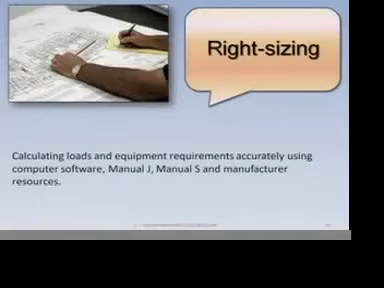 Right-sizing
Calculating loads and equipment requirements accurately using
computer software, Manual J, Manual S and manufacturer
resources.